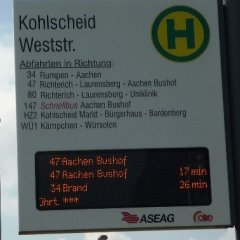 Kohlscheid
Weststr.
H
Abfahrten in Richtung:
34 Rumpen - Aachen
47 Richterich - Laurensberg - Aachen Bushof
80 Richterich - Laurensberg - Uniklinik
147 Schnellbus Aachen Bushof
HZ2 Kohlscheid Markt - Bürgerhaus - Bardenberg
WÜ1 Kämpchen - Würselen
47 Aachen Bushof
47 Aachen Bushof 17 min
34 Brand 26 min
ASEAG